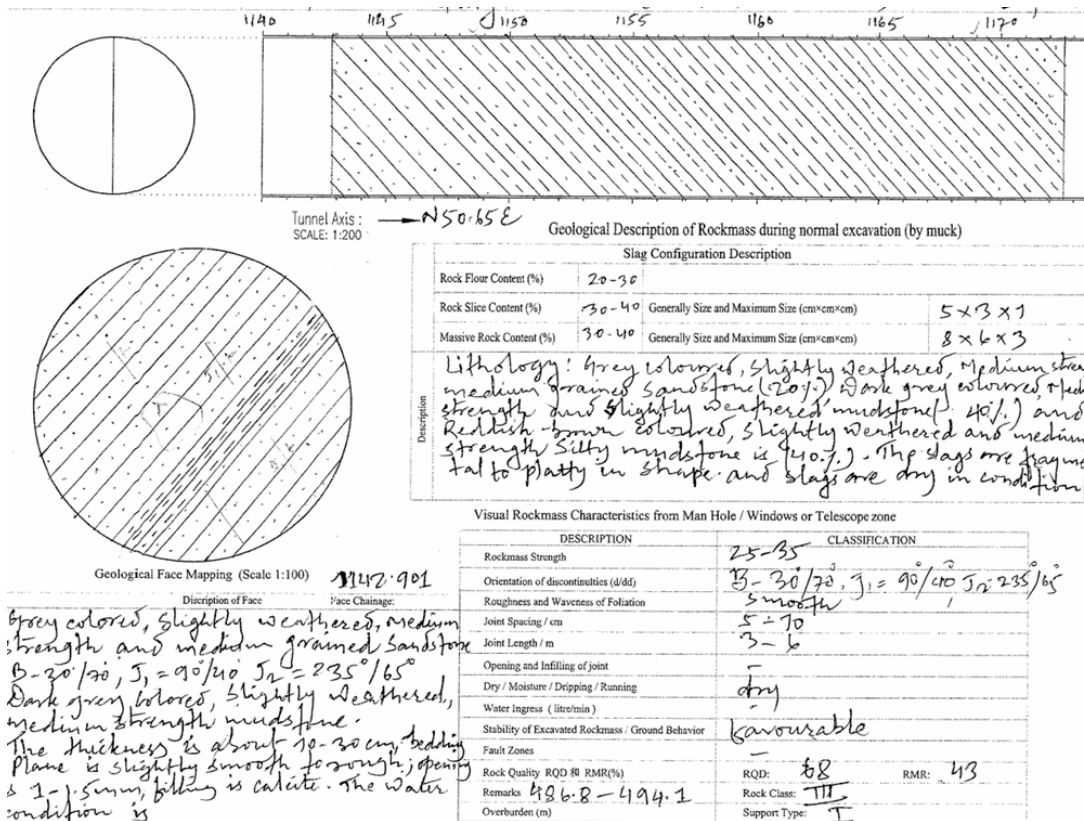 1140 1145 1150 1155 1160 1165 1170
Tunnel Axis : → N50.65E
SCALE: 1:200
Geological Description of Rockmass during normal excavation (by muck)
Slag Configuration Description
Rock Flour Content (%) 20-30
Rock Slice Content (%) 30-40 Generally Size and Maximum Size (cm×cm×cm) 5×3×1
Massive Rock Content (%) 30-40 Generally Size and Maximum Size (cm×cm×cm) 8×6×3
Description
Lithology: Grey coloured, slightly weathered, Medium stren
medium grained sandstone (20%) Dark grey coloured, Medi
strength and slightly weathered mudstone( 40%) and
Reddish-brown coloured, slightly weathered and medium
strength silty mudstone is (40%). The slags are fragme
tal to platty in shape and slags are dry in condition
Geological Face Mapping (Scale 1:100) 1142.901
Discription of Face Face Chainage:
Grey colored, slightly weathered, medium
strength and medium grained sandstone
B-30°/70°, J1=90°/40° J2=235°/65°
Dark grey colored, slightly weathered,
medium strength mudstone.
The thickness is about 10-30cm, bedding
Plane is slightly smooth to rough, opening
s 1-1.5mm, filling is calcite. The water
condition is
Visual Rockmass Characteristics from Man Hole / Windows or Telescope zone
DESCRIPTION CLASSIFICATION
Rockmass Strength 25-35
Orientation of discontinulties (d/dd) B-30°/70°, J1=90°/40° J2-235°/65°
Roughness and Waveness of Foliation smooth
Joint Spacing / cm 5-10
Joint Length / m 3-6
Opening and Infilling of joint -
Dry / Moisture / Dripping / Running dry
Water Ingress ( litre/min ) -
Stability of Excavated Rockmass / Ground Behavior favourable
Fault Zones -
Rock Quality RQD 和 RMR(%) RQD: 68 RMR: 43
Remarks 486.8-494.1 Rock Class: III
Overburden (m) Support Type: I